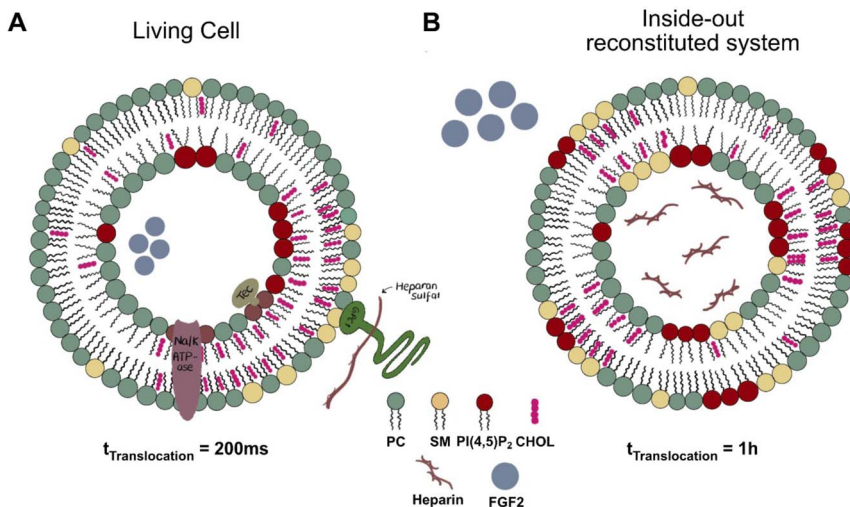 A
Living Cell
B
Inside-out
reconstituted system
Tec
Na/K
ATP-
ase
GPC1
Heparan
Sulfat
PC SM PI(4,5)P₂ CHOL
Heparin FGF2
tTranslocation = 200ms
tTranslocation = 1h